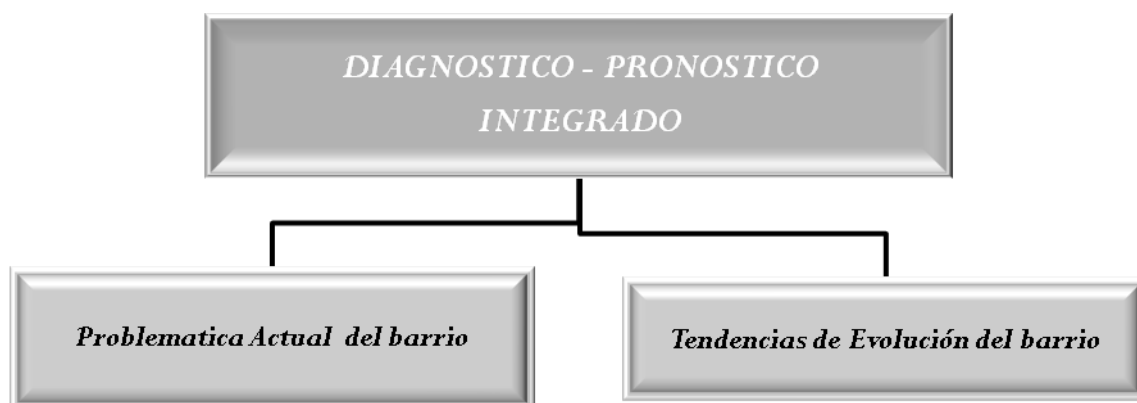 DIAGNOSTICO - PRONOSTICO
INTEGRADO
Problematica Actual del barrio
Tendencias de Evolución del barrio